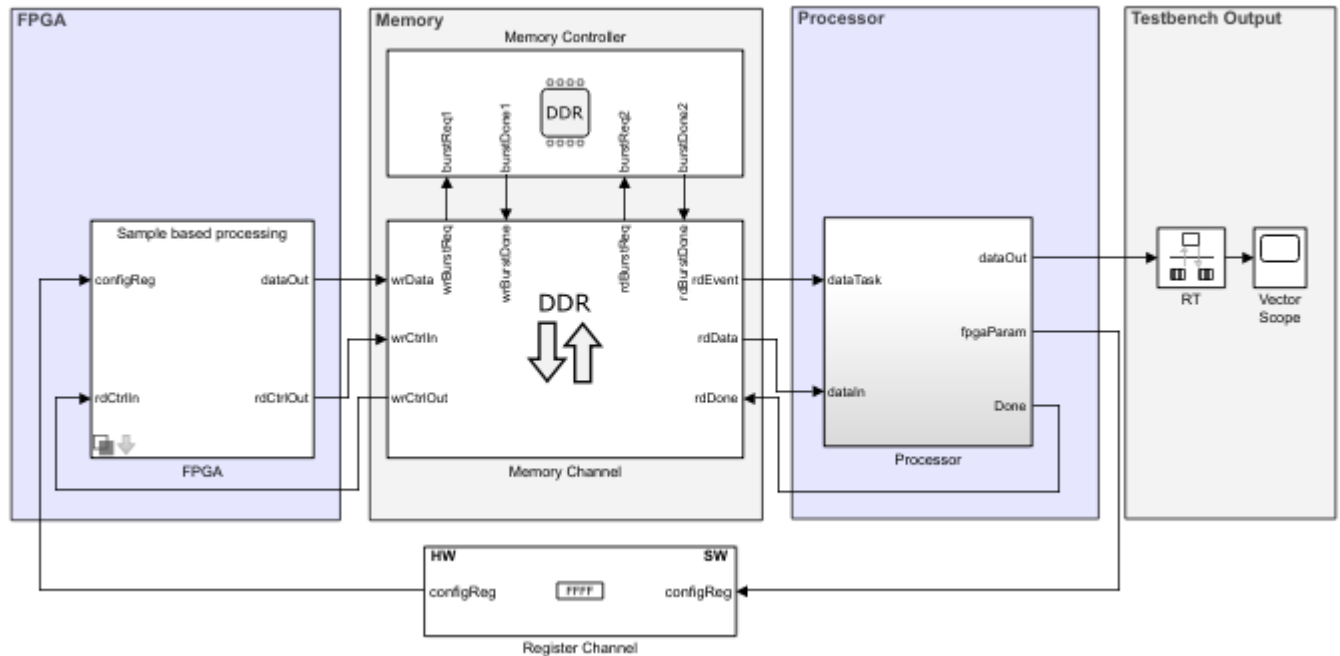 FPGA
Memory
Processor
Testbench Output
Memory Controller
DDR
burstReq1
burstDone1
burstReq2
burstDone2
Sample based processing
configReg
dataOut
rdCtrlIn
rdCtrlOut
FPGA
wrBurstReq
wrBurstDone
rdBurstReq
rdBurstDone
wrData
rdEvent
DDR
wrCtrlIn
rdData
wrCtrlOut
rdDone
Memory Channel
dataTask
dataOut
fpgaParam
dataIn
Done
Processor
RT
Vector
Scope
HW
SW
configReg
FFFF
configReg
Register Channel